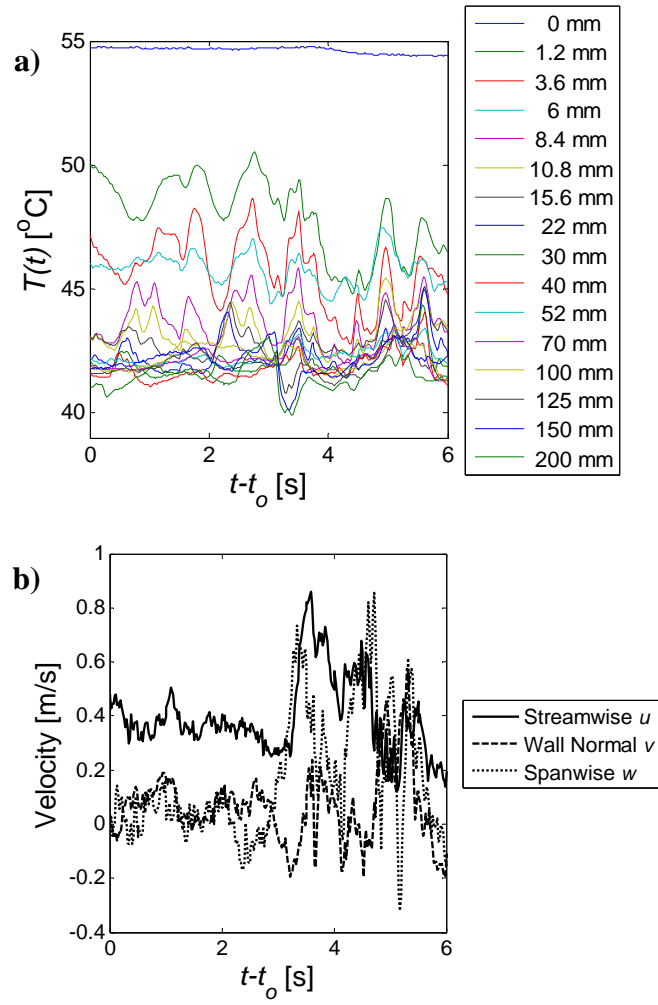 a)
T(t) [°C]
55
50
45
40
0
2
4
6
t-to [s]
0 mm
1.2 mm
3.6 mm
6 mm
8.4 mm
10.8 mm
15.6 mm
22 mm
30 mm
40 mm
52 mm
70 mm
100 mm
125 mm
150 mm
200 mm
b)
Velocity [m/s]
1
0.8
0.6
0.4
0.2
0
-0.2
-0.4
0
2
4
6
t-to [s]
Streamwise u
Wall Normal v
Spanwise w